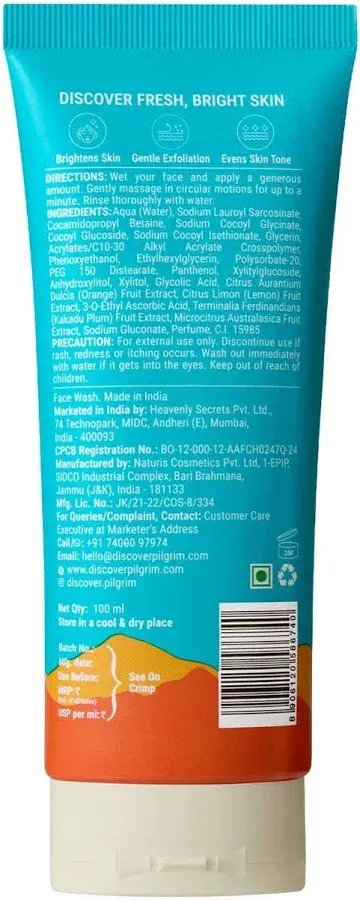 DISCOVER FRESH, BRIGHT SKIN
Brightens Skin Gentle Exfoliation Evens Skin Tone
DIRECTIONS: Wet your face and apply a generous
amount. Gently massage in circular motions for up to a
minute. Rinse thoroughly with water.
INGREDIENTS: Aqua (Water), Sodium Lauroyl Sarcosinate,
Cocamidopropyl Betaine, Sodium Cocoyl Glycinate,
Cocoyl Glucoside, Sodium Cocoyl Isethionate, Glycerin,
Acrylates/C10-30 Alkyl Acrylate Crosspolymer,
Phenoxyethanol, Ethylhexylglycerin, Polysorbate-20,
PEG 150 Distearate, Panthenol, Xylitylglucoside,
Anhydroxylitol, Xylitol, Glycolic Acid, Citrus Aurantium
Dulcis (Orange) Fruit Extract, Citrus Limon (Lemon) Fruit
Extract, 3-O-Ethyl Ascorbic Acid, Terminalia Ferdinandiana
(Kakadu Plum) Fruit Extract, Microcitrus Australasica Fruit
Extract, Sodium Gluconate, Perfume, C.I. 15985
PRECAUTION: For external use only. Discontinue use if
rash, redness or itching occurs. Wash out immediately
with water if it gets into the eyes. Keep out of reach of
children.
Face Wash. Made in India
Marketed in India by: Heavenly Secrets Pvt. Ltd.,
74 Technopark, MIDC, Andheri (E), Mumbai,
India - 400093
CPCB Registration No.: BO-12-000-12-AAFCH0247Q-24
Manufactured by: Naturis Cosmetics Pvt. Ltd, 1-EPIP,
SIDCO Industrial Complex, Bari Brahmana,
Jammu (J&K), India - 181133
Mfg. Lic. No.: JK/21-22/COS-8/334
For Queries/Complaint, Contact: Customer Care
Executive at Marketer's Address
Call/: +91 74000 97974
Email: hello@discoverpilgrim.com
www.discoverpilgrim.com
discover.pilgrim
3M
Net Qty: 100 ml
Store in a cool & dry place
Batch No.:
Mfg. date:
Use Before:
MRP:₹
(Incl. of all taxes)
USP per ml:₹
See On
Crimp
8 906120 586740